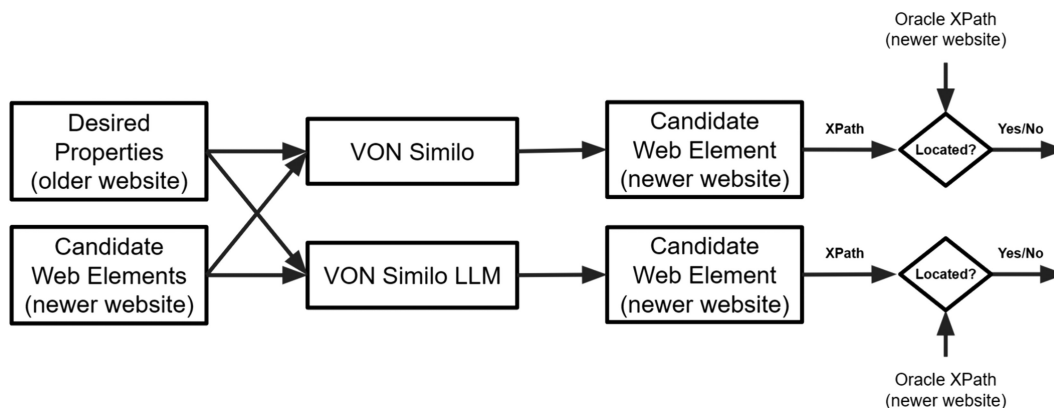 Oracle XPath
(newer website)
Desired
Properties
(older website)
VON Similo
Candidate
Web Element
(newer website)
XPath
Located?
Yes/No
Candidate
Web Elements
(newer website)
VON Similo LLM
Candidate
Web Element
(newer website)
XPath
Located?
Yes/No
Oracle XPath
(newer website)